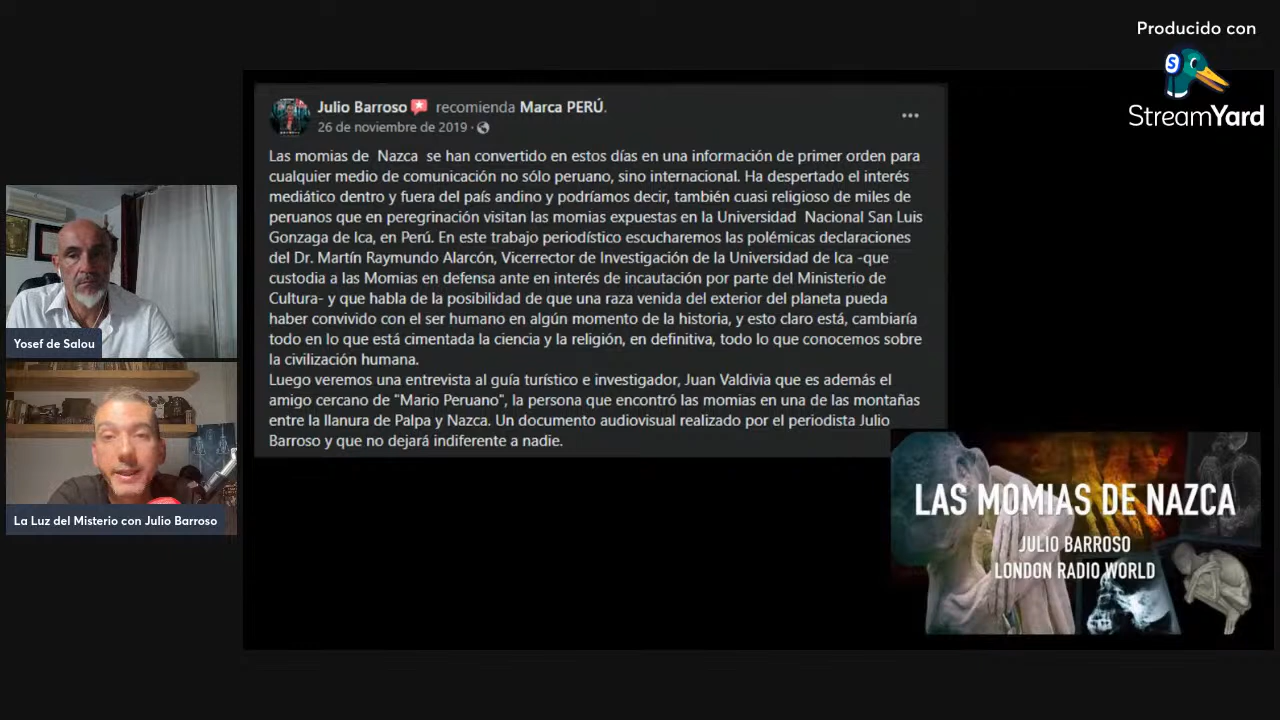 Producido con
StreamYard
Julio Barroso recomienda Marca PERÚ.
26 de noviembre de 2019 ·
Las momias de Nazca se han convertido en estos días en una información de primer orden para
cualquier medio de comunicación no sólo peruano, sino internacional. Ha despertado el interés
mediático dentro y fuera del país andino y podríamos decir, también cuasi religioso de miles de
peruanos que en peregrinación visitan las momias expuestas en la Universidad Nacional San Luis
Gonzaga de Ica, en Perú. En este trabajo periodístico escucharemos las polémicas declaraciones
del Dr. Martín Raymundo Alarcón, Vicerrector de Investigación de la Universidad de Ica -que
custodia a las Momias en defensa ante en interés de incautación por parte del Ministerio de
Cultura- y que habla de la posibilidad de que una raza venida del exterior del planeta pueda
haber convivido con el ser humano en algún momento de la historia, y esto claro está, cambiaría
todo en lo que está cimentada la ciencia y la religión, en definitiva, todo lo que conocemos sobre
la civilización humana.
Luego veremos una entrevista al guía turístico e investigador, Juan Valdivia que es además el
amigo cercano de "Mario Peruano", la persona que encontró las momias en una de las montañas
entre la llanura de Palpa y Nazca. Un documento audiovisual realizado por el periodista Julio
Barroso y que no dejará indiferente a nadie.
Yosef de Salou
La Luz del Misterio con Julio Barroso
LAS MOMIAS DE NAZCA
JULIO BARROSO
LONDON RADIO WORLD